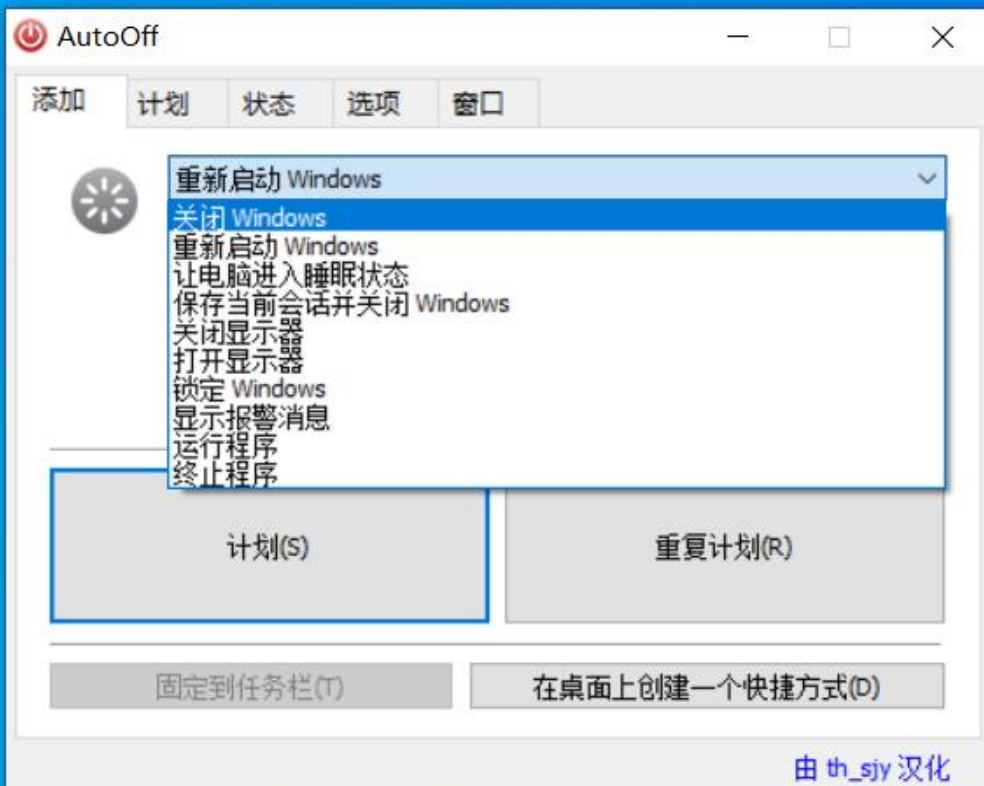 AutoOff
添加 计划 状态 选项 窗口
重新启动 Windows
关闭 Windows
重新启动 Windows
让电脑进入睡眠状态
保存当前会话并关闭 Windows
关闭显示器
打开显示器
锁定 Windows
显示报警消息
运行程序
终止程序
计划(S) 重复计划(R)
固定到任务栏(T) 在桌面上创建一个快捷方式(D)
由 th_sjy 汉化